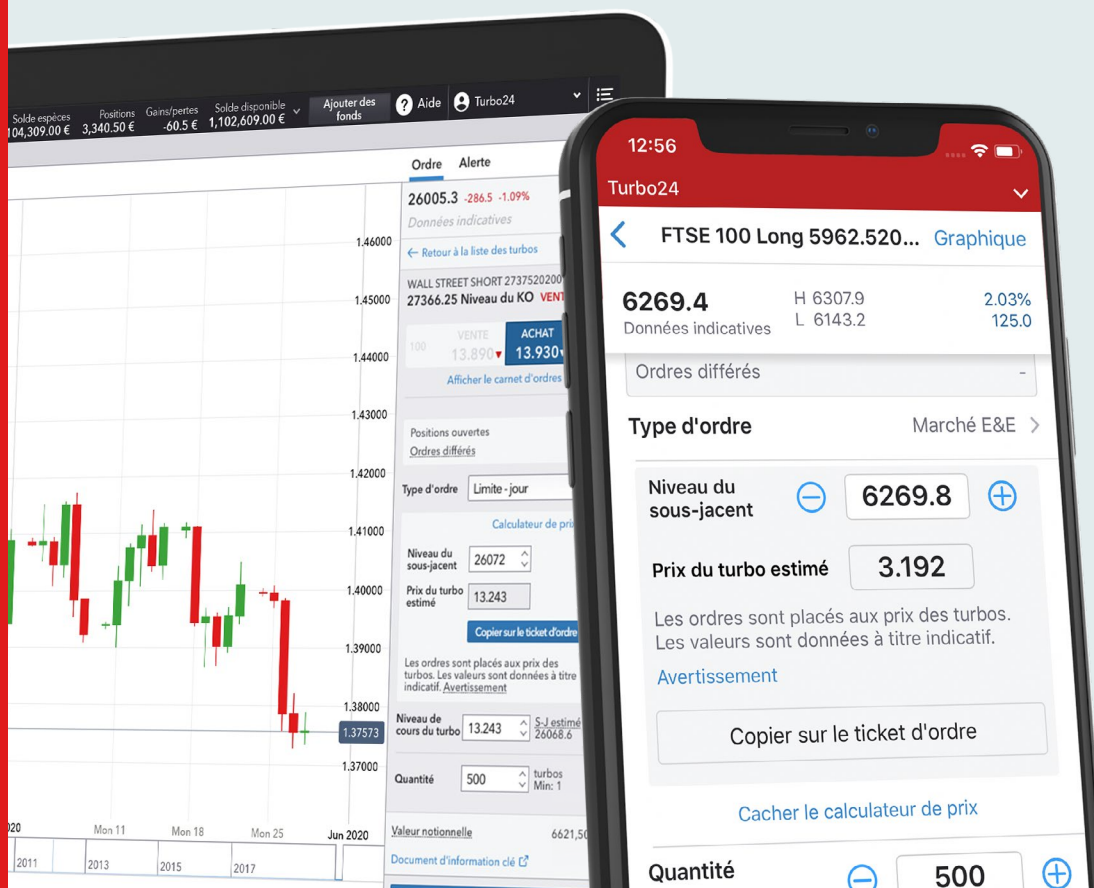 Solde espèces
104,309.00 €
Positions
3,340.50 €
Gains/pertes
-60.5 €
Solde disponible
1,102,609.00 €
Ajouter des
fonds
? Aide
Turbo24
Ordre Alerte
26005.3 -286.5 -1.09%
Données indicatives
← Retour à la liste des turbos
WALL STREET SHORT 2737520200
27366.25 Niveau du KO
100
VENTE
13.890
ACHAT
13.930
Afficher le carnet d'ordres
Positions ouvertes
Ordres différés
Type d'ordre Limite - jour
Niveau du
sous-jacent 26072
Prix du turbo
estimé 13.243
Copier sur le ticket d'ordre
Les ordres sont placés aux prix des
turbos. Les valeurs sont données à titre
indicatif. Avertissement
Niveau de
cours du turbo 13.243
S-J estimé
26068.6
Quantité 500
turbos
Min: 1
Valeur notionnelle 6621,50
Document d'information clé
1.46000
1.45000
1.44000
1.43000
1.42000
1.41000
1.40000
1.39000
1.38000
1.37573
1.37000
Mon 11 Mon 18 Mon 25 Jun 2020
2011 2013 2015 2017
12:56
Turbo24
FTSE 100 Long 5962.520... Graphique
6269.4
Données indicatives
H 6307.9
L 6143.2
2.03%
125.0
Ordres différés -
Type d'ordre Marché E&E
Niveau du
sous-jacent
6269.8
Prix du turbo estimé 3.192
Les ordres sont placés aux prix des turbos.
Les valeurs sont données à titre indicatif.
Avertissement
Copier sur le ticket d'ordre
Cacher le calculateur de prix
Quantité 500